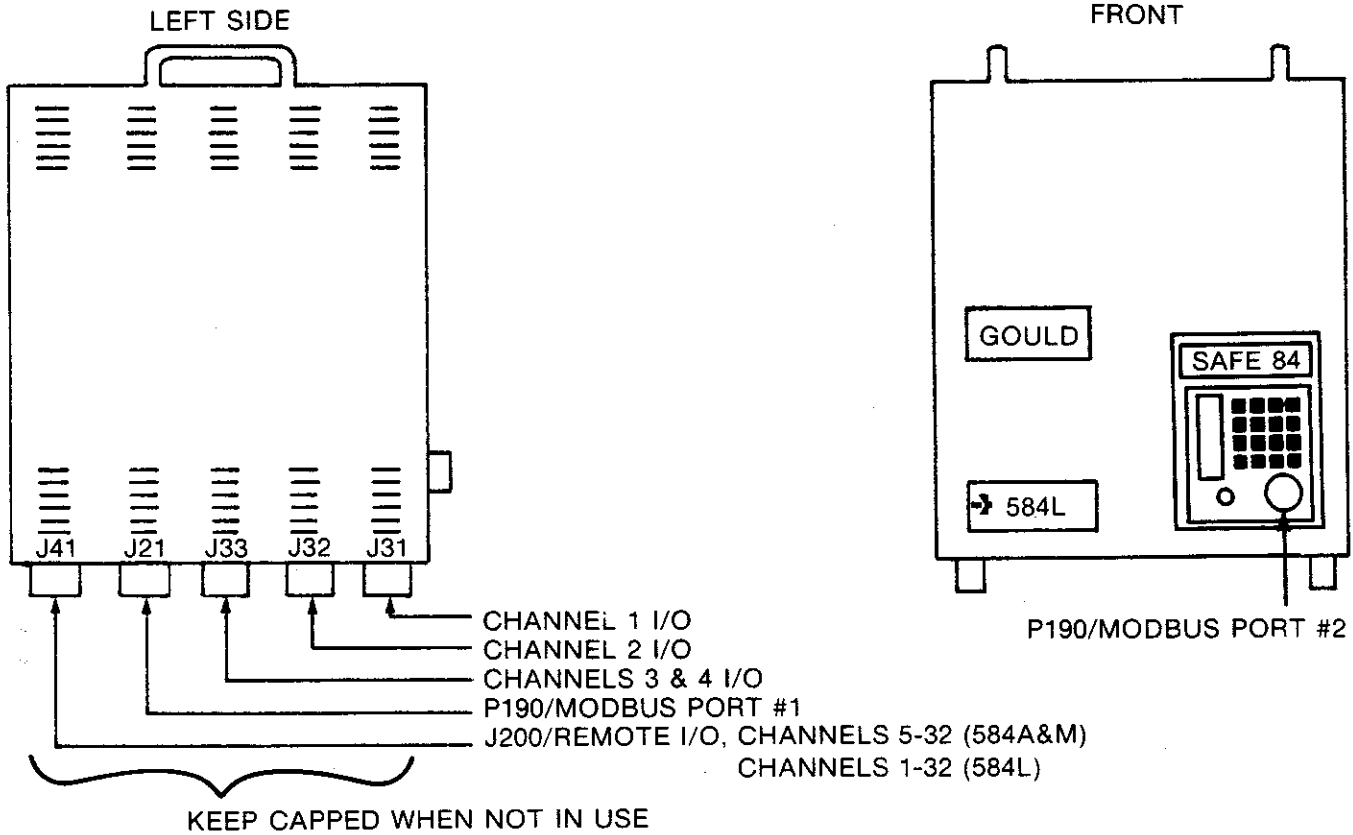 LEFT SIDE
J41 J21 J33 J32 J31
CHANNEL 1 I/O
CHANNEL 2 I/O
CHANNELS 3 & 4 I/O
P190/MODBUS PORT #1
J200/REMOTE I/O, CHANNELS 5-32 (584A&M)
CHANNELS 1-32 (584L)
KEEP CAPPED WHEN NOT IN USE
FRONT
GOULD
SAFE 84
584L
P190/MODBUS PORT #2